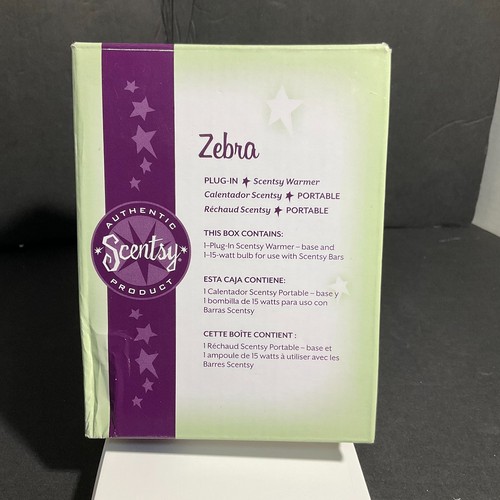 Zebra
PLUG-IN ★ Scentsy Warmer
Calentador Scentsy ★ PORTABLE
Réchaud Scentsy ★ PORTABLE
AUTHENTIC
Scentsy
PRODUCT
THIS BOX CONTAINS:
1–Plug-In Scentsy Warmer – base and
1–15-watt bulb for use with Scentsy Bars
ESTA CAJA CONTIENE:
1 Calentador Scentsy Portable – base y
1 bombilla de 15 watts para uso con
Barras Scentsy
CETTE BOÎTE CONTIENT :
1 Réchaud Scentsy Portable – base et
1 ampoule de 15 watts à utiliser avec les
Barres Scentsy